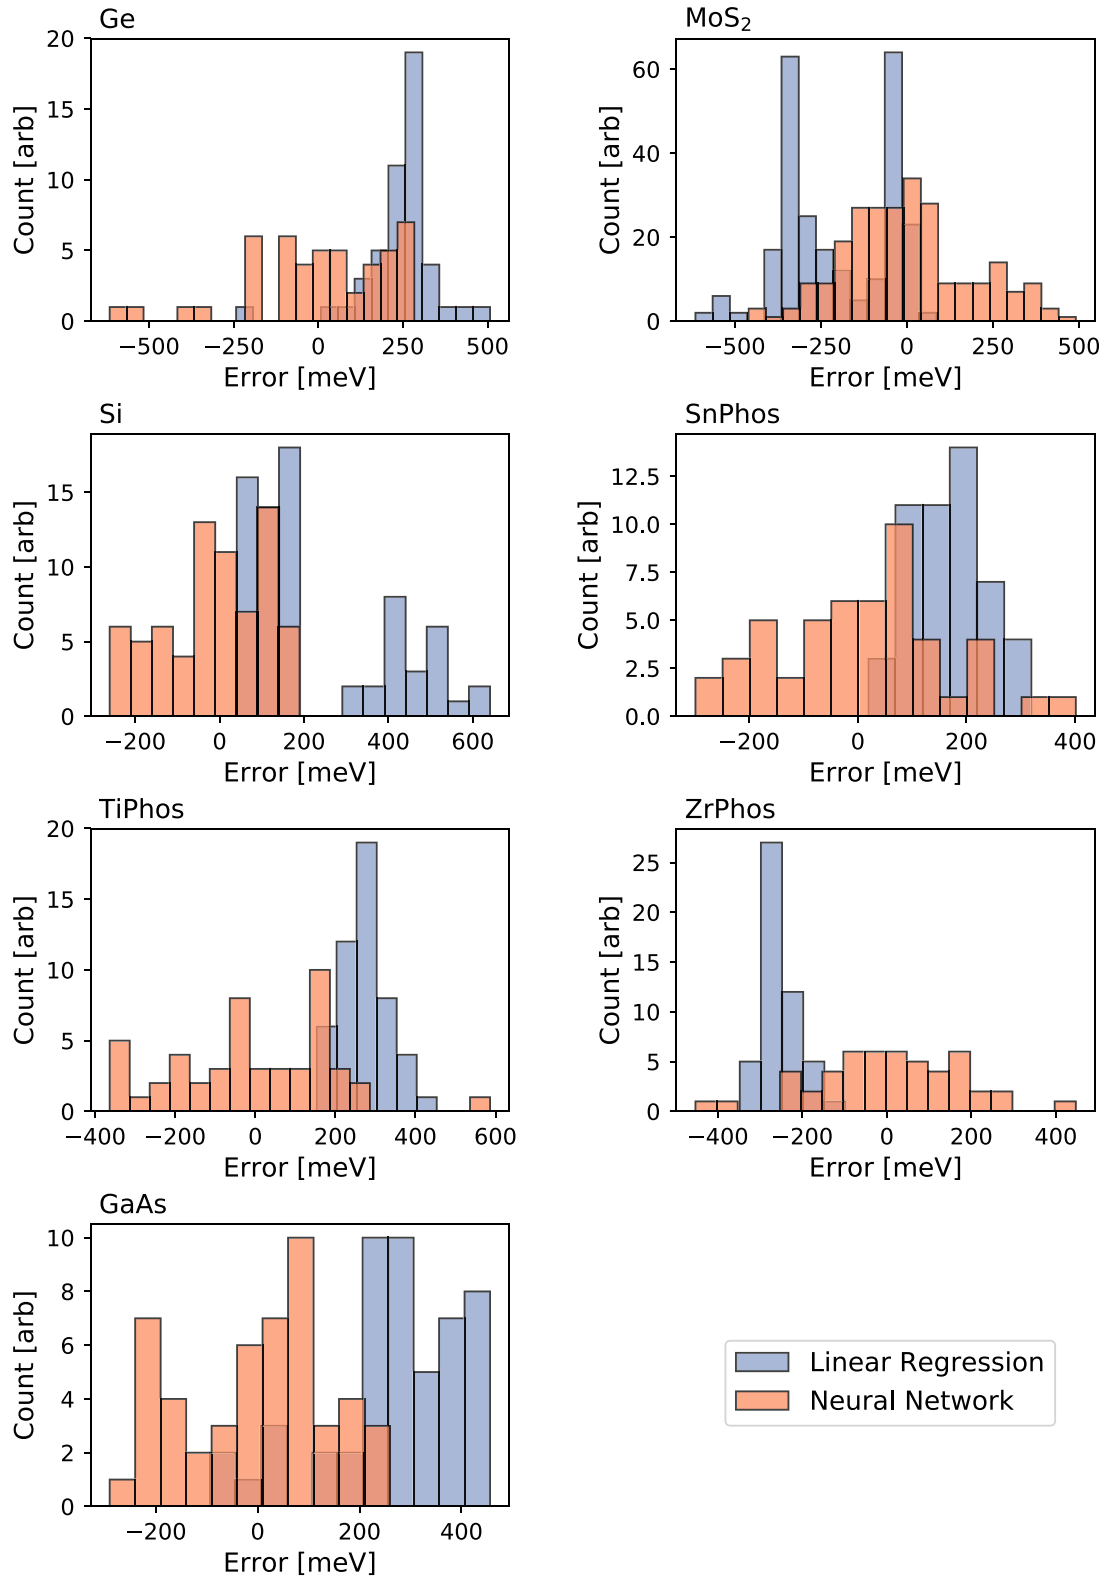 Ge
20
15
10
5
0
Count [arb]
−500 −250 0 250 500
Error [meV]
MoS₂
60
40
20
0
Count [arb]
−500 −250 0 250 500
Error [meV]
Si
15
10
5
0
Count [arb]
−200 0 200 400 600
Error [meV]
SnPhos
12.5
10.0
7.5
5.0
2.5
0.0
Count [arb]
−200 0 200 400
Error [meV]
TiPhos
20
15
10
5
0
Count [arb]
−400 −200 0 200 400 600
Error [meV]
ZrPhos
25
20
15
10
5
0
Count [arb]
−400 −200 0 200 400
Error [meV]
GaAs
10
8
6
4
2
0
Count [arb]
−200 0 200 400
Error [meV]
Linear Regression
Neural Network